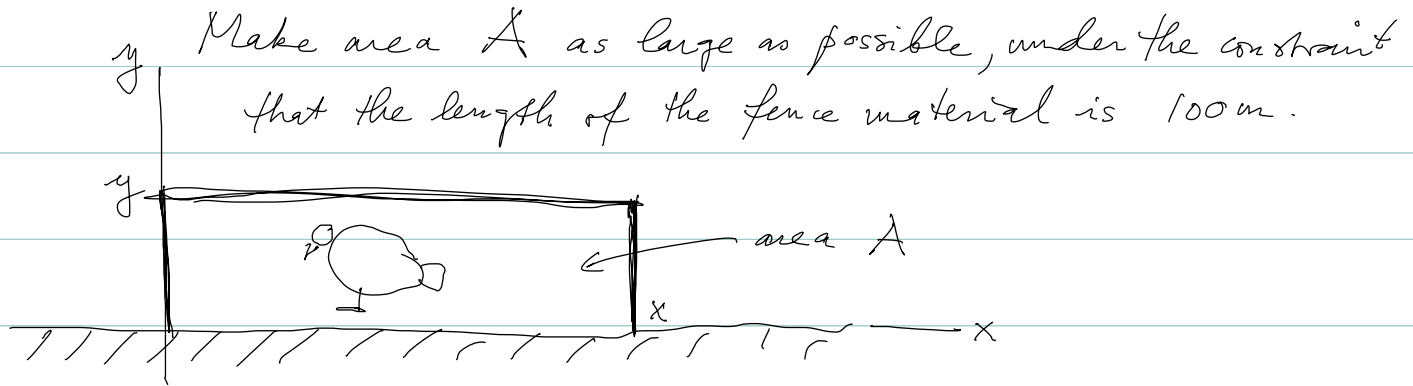 y Make area A as large as possible, under the constraint
that the length of the fence material is 100m.
y
area A
x
x